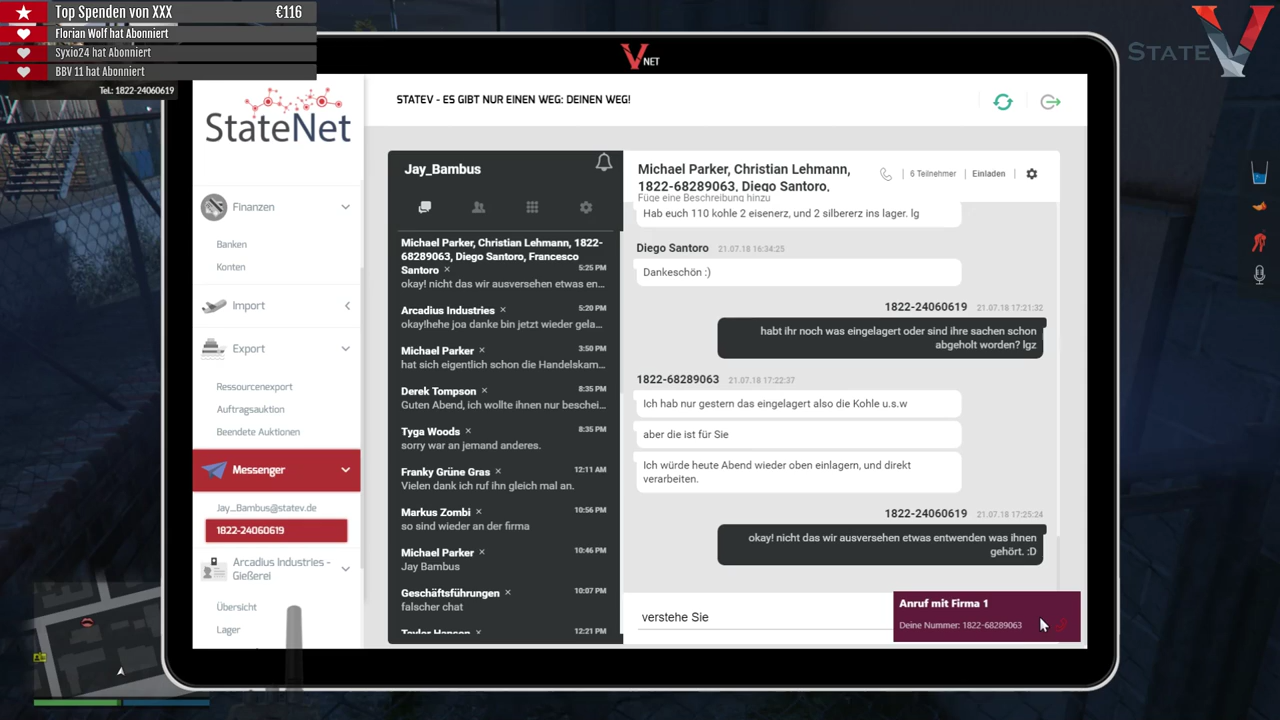 Top Spenden von XXX €116
Florian Wolf hat Abonniert
Syxio24 hat Abonniert
BBV 11 hat Abonniert
Tel.: 1822-24060619
V NET
STATEV
StateNet
STATEV - ES GIBT NUR EINEN WEG: DEINEN WEG!
Finanzen
Banken
Konten
Import
Export
Ressourcenexport
Auftragsauktion
Beendete Auktionen
Messenger
Jay_Bambus@statev.de
1822-24060619
Arcadius Industries -
Gießerei
Übersicht
Lager
Jay_Bambus
Michael Parker, Christian Lehmann, 1822-
68289063, Diego Santoro, Francesco
Santoro × 5:25 PM
okay! nicht das wir ausversehen etwas en...
Arcadius Industries × 5:20 PM
okay!hehe joa danke bin jetzt wieder gela...
Michael Parker × 3:50 PM
hat sich eigentlich schon die Handelskam...
Derek Tompson × 8:35 PM
Guten Abend, ich wollte ihnen nur beschei...
Tyga Woods × 8:35 PM
sorry war an jemand anderes.
Franky Grüne Gras × 12:11 AM
Vielen dank ich ruf ihn gleich mal an.
Markus Zombi × 10:56 PM
so sind wieder an der firma
Michael Parker × 10:46 PM
Jay Bambus
Geschäftsführungen × 10:07 PM
falscher chat
Taylor Hansen × 12:21 PM
Michael Parker, Christian Lehmann,
1822-68289063, Diego Santoro,
Füge eine Beschreibung hinzu
6 Teilnehmer Einladen
Hab euch 110 kohle 2 eisenerz, und 2 silbererz ins lager. lg
Diego Santoro 21.07.18 16:34:25
Dankeschön :)
1822-24060619 21.07.18 17:21:32
habt ihr noch was eingelagert oder sind ihre sachen schon
abgeholt worden? lgz
1822-68289063 21.07.18 17:22:37
Ich hab nur gestern das eingelagert also die Kohle u.s.w
aber die ist für Sie
Ich würde heute Abend wieder oben einlagern, und direkt
verarbeiten.
1822-24060619 21.07.18 17:25:24
okay! nicht das wir ausversehen etwas entwenden was ihnen
gehört. :D
verstehe Sie
Anruf mit Firma 1
Deine Nummer: 1822-68289063